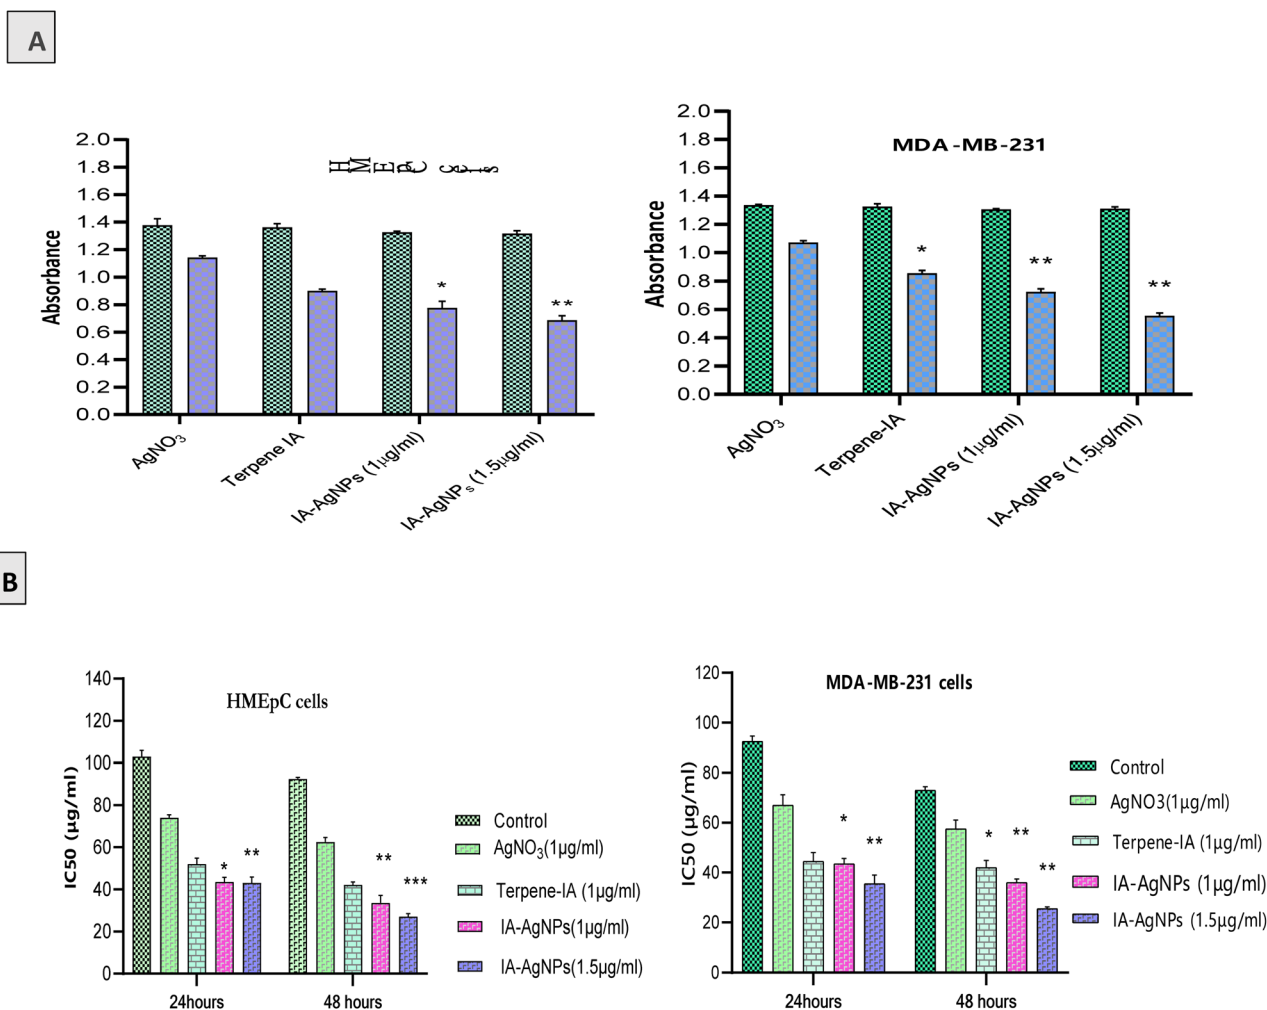 A
HMEpC cells
Absorbance
2.0
1.8
1.6
1.4
1.2
1.0
0.8
0.6
0.4
0.2
0.0
*
**
AgNO3
Terpene IA
IA-AgNPs (1µg/ml)
IA-AgNPs (1.5µg/ml)
MDA-MB-231
Absorbance
2.0
1.8
1.6
1.4
1.2
1.0
0.8
0.6
0.4
0.2
0.0
*
**
**
AgNO3
Terpene-IA
IA-AgNPs (1µg/ml)
IA-AgNPs (1.5µg/ml)
B
HMEpC cells
IC50 (µg/ml)
140
120
100
80
60
40
20
0
*
**
**
***
24hours
48 hours
Control
AgNO3(1µg/ml)
Terpene-IA (1µg/ml)
IA-AgNPs(1µg/ml)
IA-AgNPs(1.5µg/ml)
MDA-MB-231 cells
IC50 (µg/ml)
120
100
80
60
40
20
0
*
**
*
**
**
24hours
48 hours
Control
AgNO3(1µg/ml)
Terpene-IA (1µg/ml)
IA-AgNPs (1µg/ml)
IA-AgNPs (1.5µg/ml)